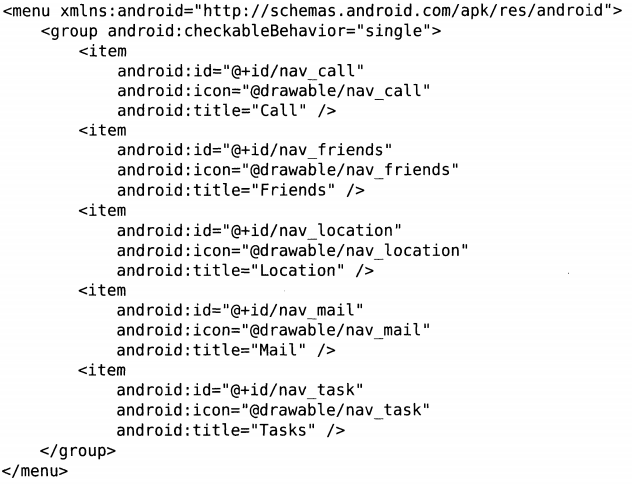 <menu xmlns:android="http://schemas.android.com/apk/res/android">
    <group android:checkableBehavior="single">
        <item
            android:id="@+id/nav_call"
            android:icon="@drawable/nav_call"
            android:title="Call" />
        <item
            android:id="@+id/nav_friends"
            android:icon="@drawable/nav_friends"
            android:title="Friends" />
        <item
            android:id="@+id/nav_location"
            android:icon="@drawable/nav_location"
            android:title="Location" />
        <item
            android:id="@+id/nav_mail"
            android:icon="@drawable/nav_mail"
            android:title="Mail" />
        <item
            android:id="@+id/nav_task"
            android:icon="@drawable/nav_task"
            android:title="Tasks" />
    </group>
</menu>